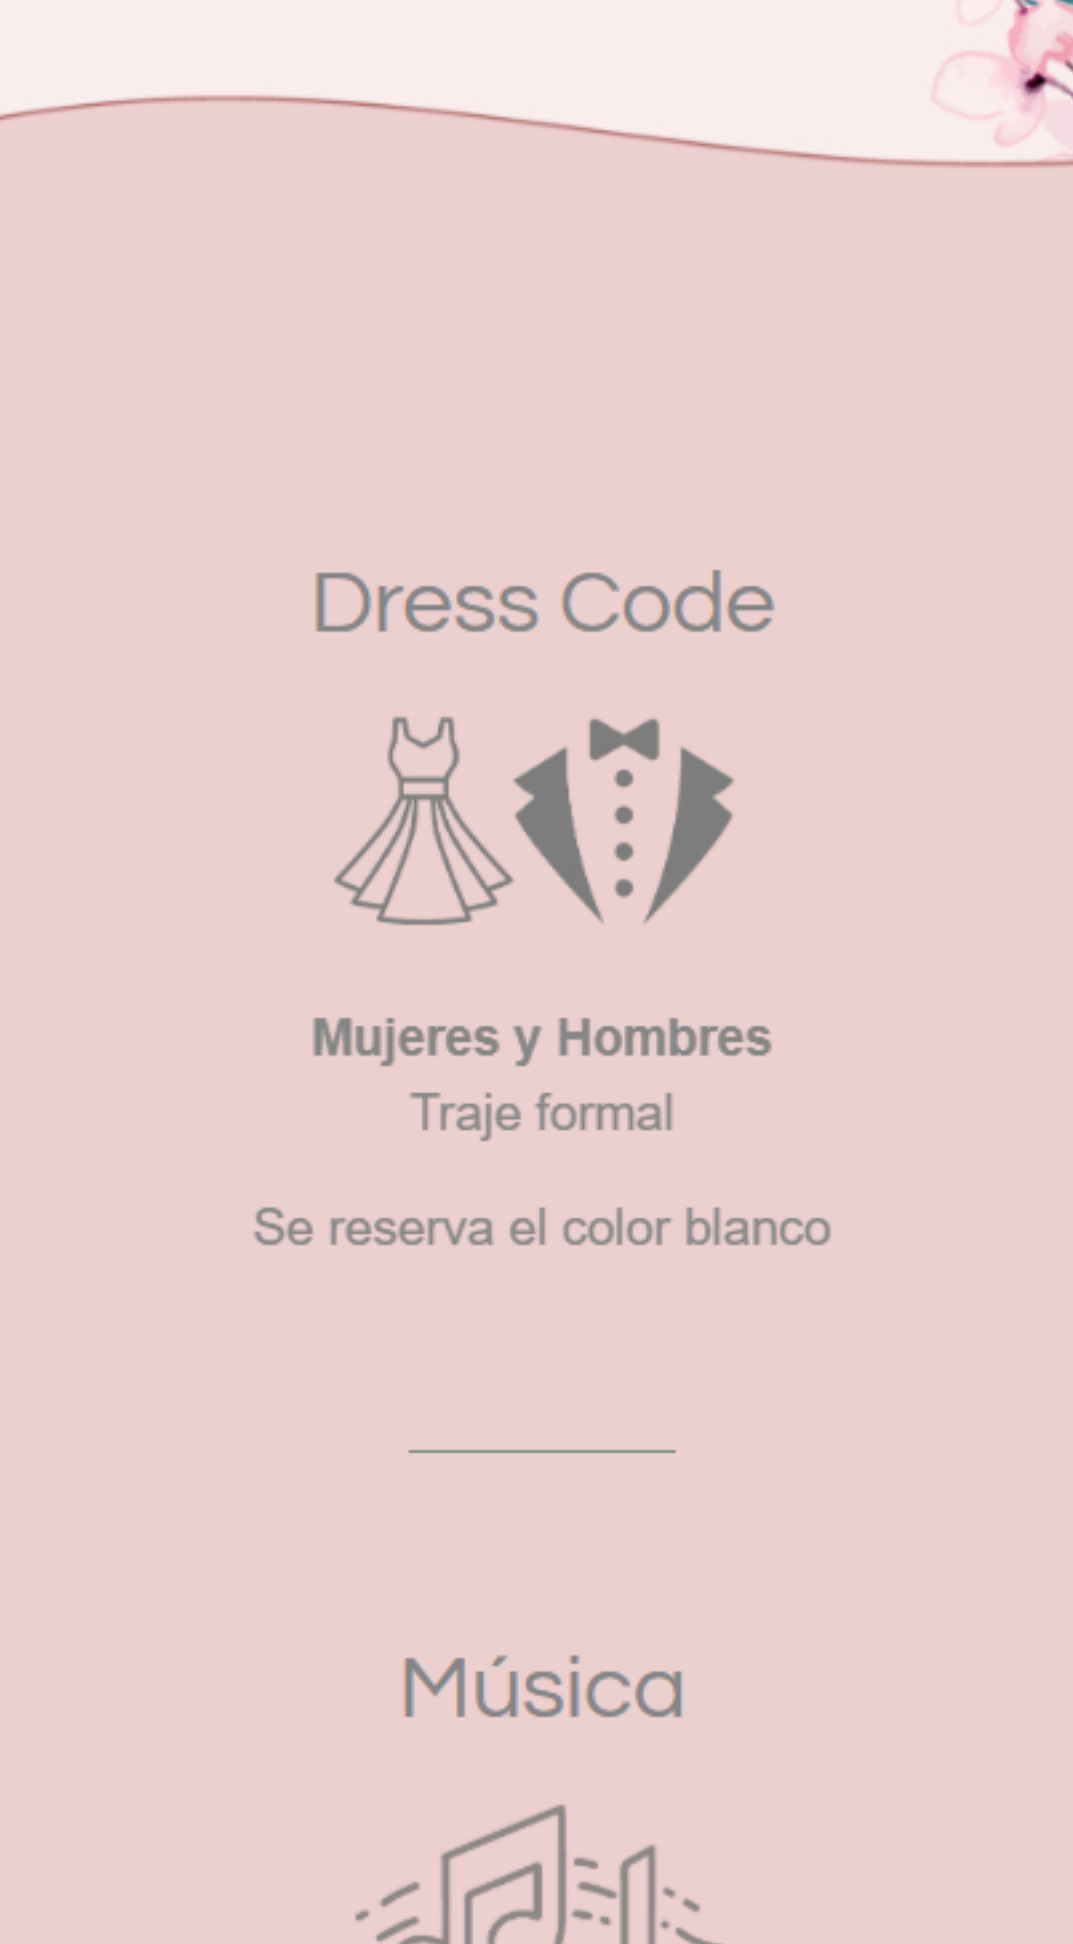 Dress Code
Mujeres y Hombres
Traje formal
Se reserva el color blanco
Música